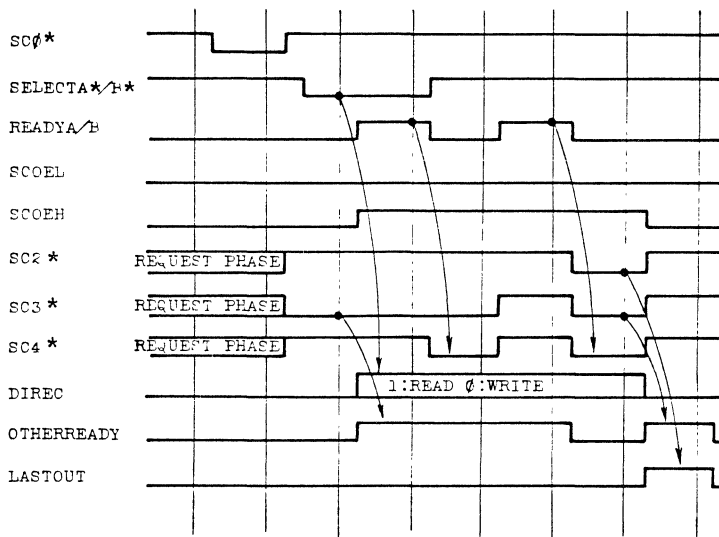 SCØ*
SELECTA*/B*
READYA/B
SCOEL
SCOEH
SC2* REQUEST PHASE
SC3* REQUEST PHASE
SC4* REQUEST PHASE
DIREC 1:READ Ø:WRITE
OTHERREADY
LASTOUT